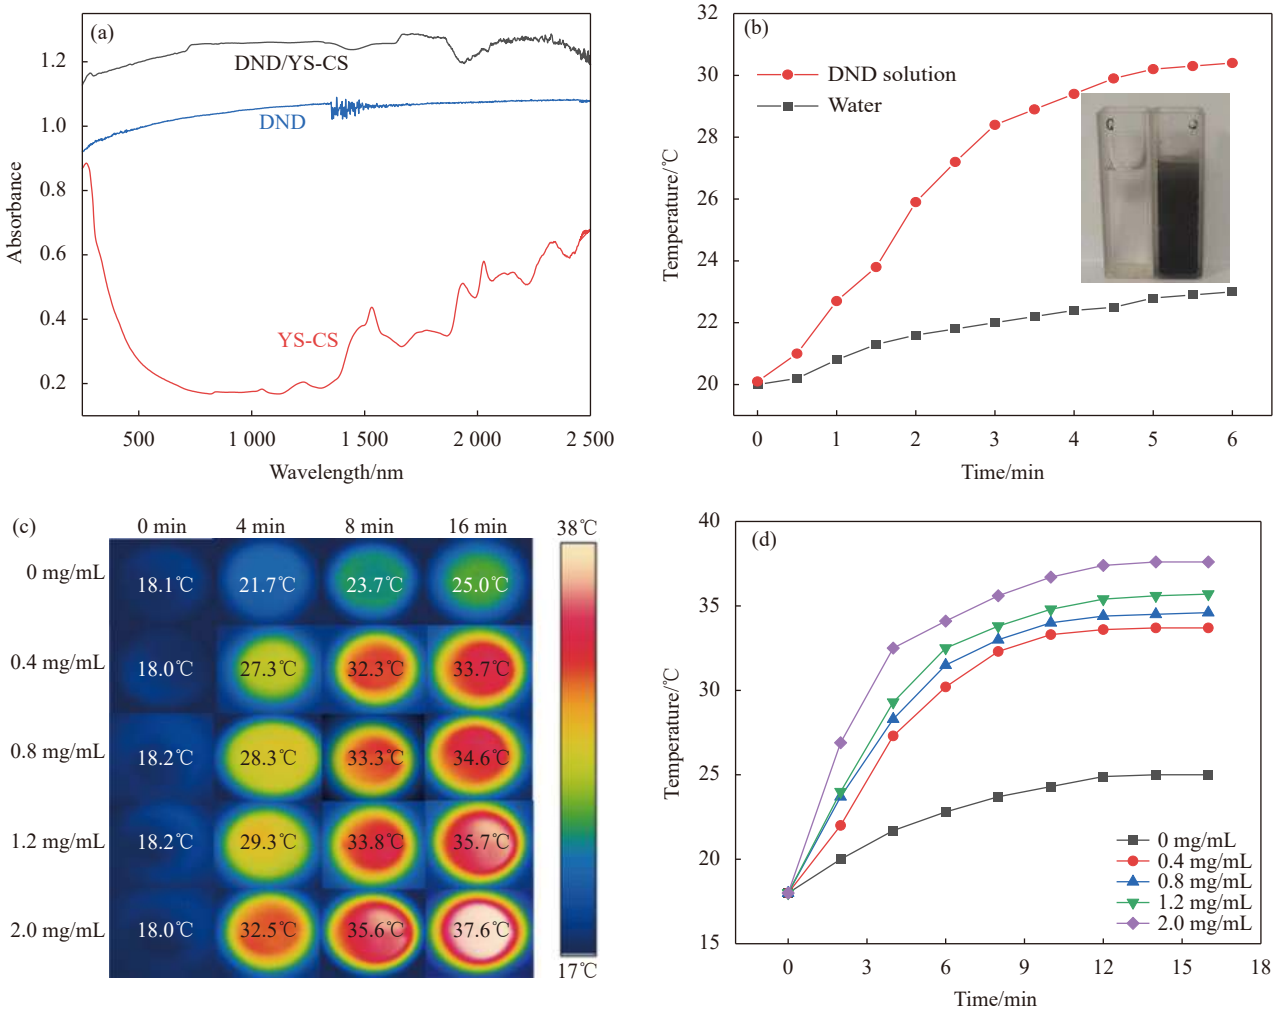 (a)
1.2
1.0
0.8
0.6
0.4
0.2
Absorbance
DND/YS-CS
DND
YS-CS
500
1 000
1 500
2 000
2 500
Wavelength/nm
(b)
32
30
28
26
24
22
20
Temperature/℃
DND solution
Water
0
1
2
3
4
5
6
Time/min
(c)
0 min 4 min 8 min 16 min
0 mg/mL 18.1℃ 21.7℃ 23.7℃ 25.0℃
0.4 mg/mL 18.0℃ 27.3℃ 32.3℃ 33.7℃
0.8 mg/mL 18.2℃ 28.3℃ 33.3℃ 34.6℃
1.2 mg/mL 18.2℃ 29.3℃ 33.8℃ 35.7℃
2.0 mg/mL 18.0℃ 32.5℃ 35.6℃ 37.6℃
38℃
17℃
(d)
40
35
30
25
20
15
Temperature/℃
0 mg/mL
0.4 mg/mL
0.8 mg/mL
1.2 mg/mL
2.0 mg/mL
0
3
6
9
12
15
18
Time/min